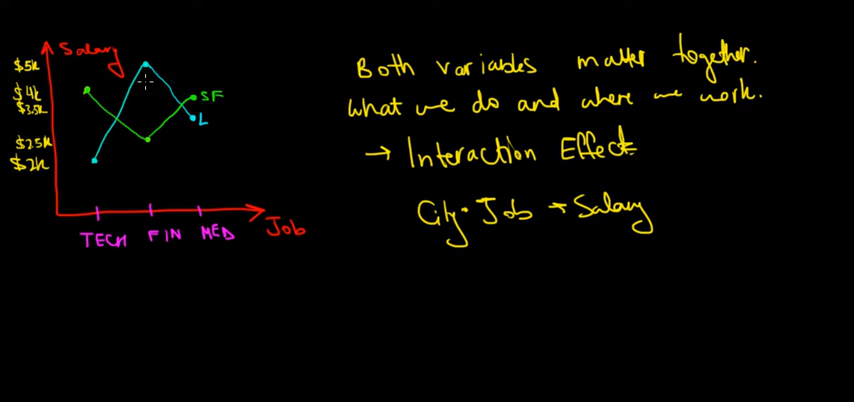 Salary
$5k
$4k
$3.5k
$2.5k
$2k
SF
L
TECH FIN MED
Job
Both variables matter together.
What we do and where we work.
→ Interaction Effect
City · Job → Salary